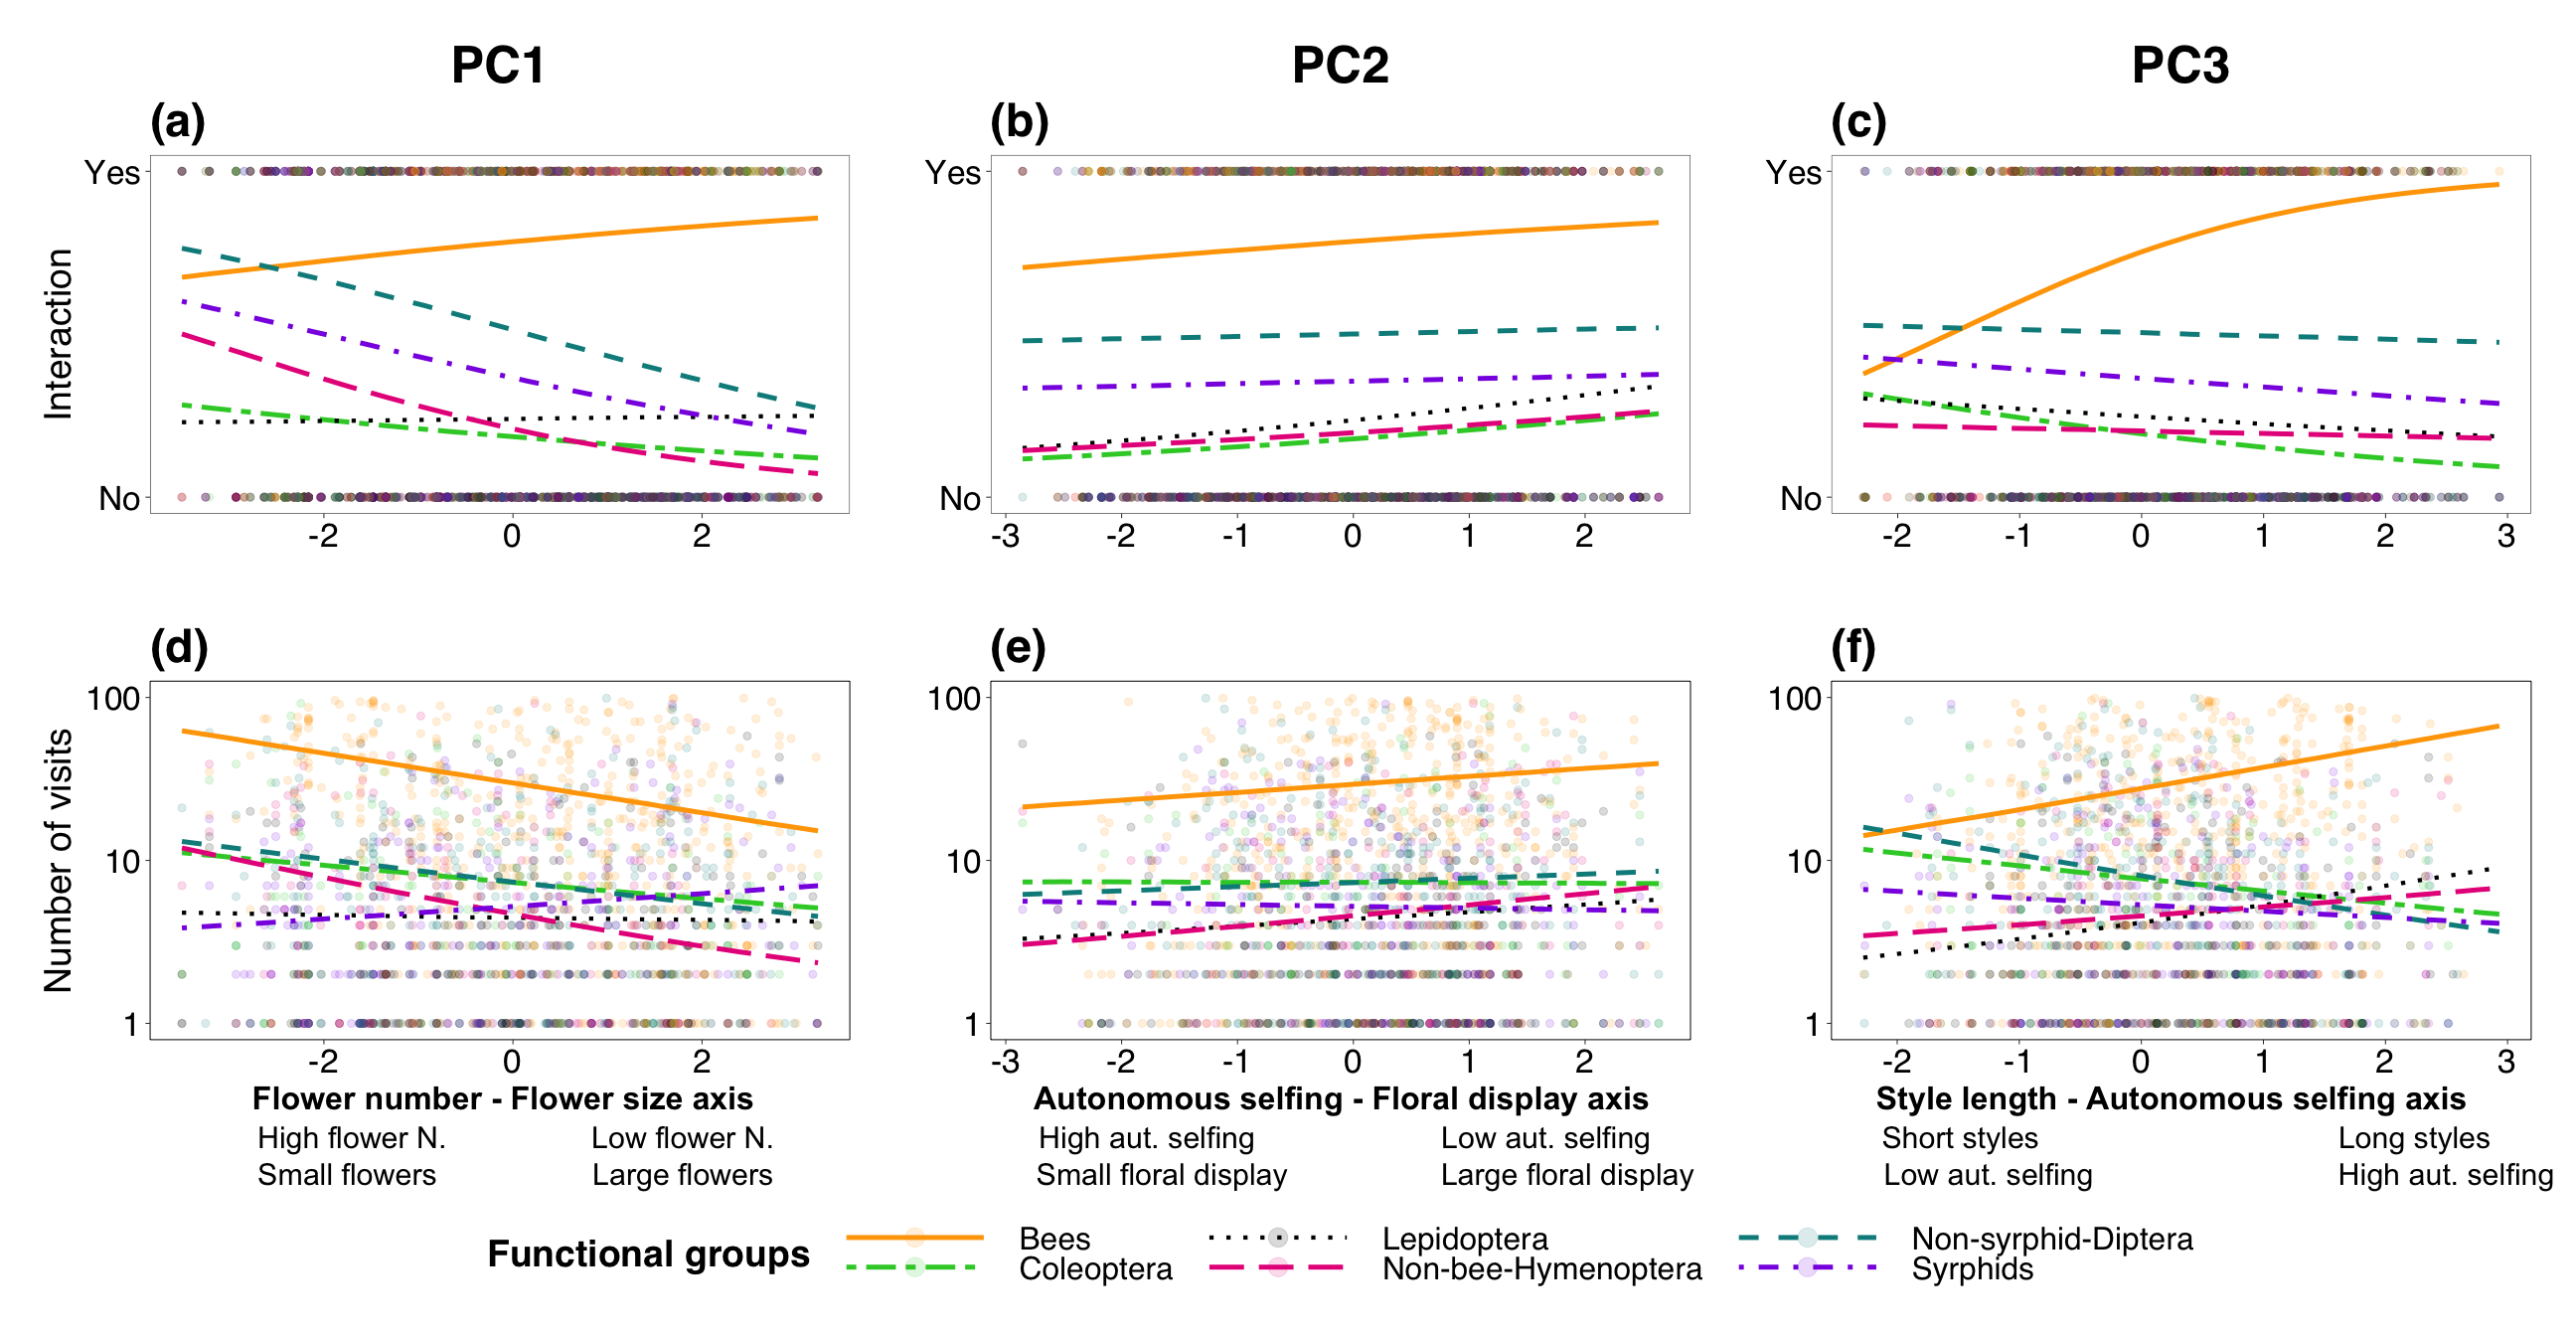 PC1 PC2 PC3
(a) (b) (c)
Interaction
Yes Yes Yes
No No No
-2 0 2 -3 -2 -1 0 1 2 -2 -1 0 1 2 3
(d) (e) (f)
Number of visits
100 100 100
10 10 10
1 1 1
-2 0 2 -3 -2 -1 0 1 2 -2 -1 0 1 2 3
Flower number - Flower size axis Autonomous selfing - Floral display axis Style length - Autonomous selfing axis
High flower N. Low flower N. High aut. selfing Low aut. selfing Short styles Long styles
Small flowers Large flowers Small floral display Large floral display Low aut. selfing High aut. selfing
Functional groups
Bees Lepidoptera Non-syrphid-Diptera
Coleoptera Non-bee-Hymenoptera Syrphids